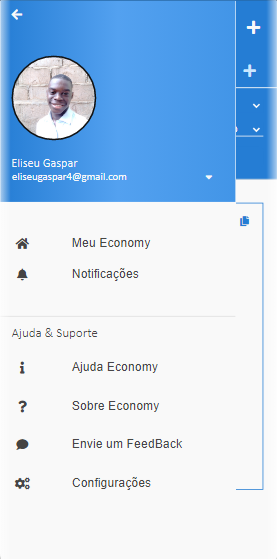 Eliseu Gaspar
eliseugaspar4@gmail.com
Meu Economy
Notificações
Ajuda & Suporte
Ajuda Economy
Sobre Economy
Envie um FeedBack
Configurações